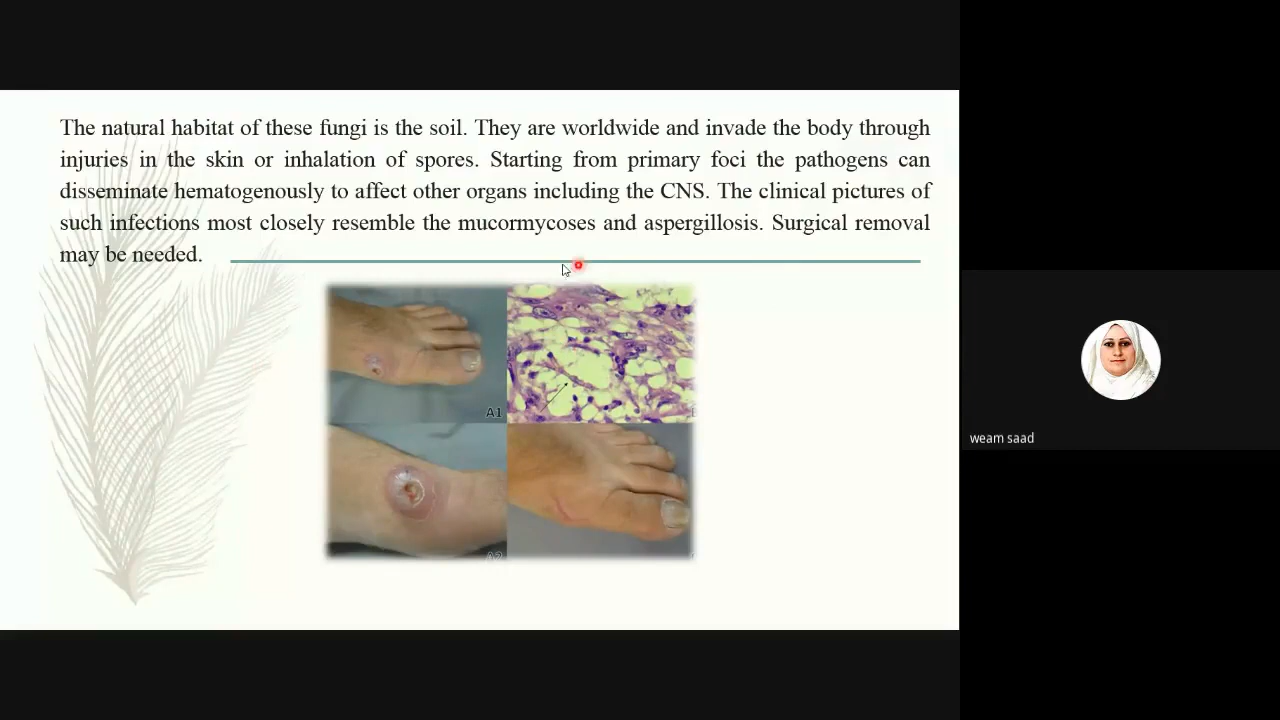 The natural habitat of these fungi is the soil. They are worldwide and invade the body through
injuries in the skin or inhalation of spores. Starting from primary foci the pathogens can
disseminate hematogenously to affect other organs including the CNS. The clinical pictures of
such infections most closely resemble the mucormycoses and aspergillosis. Surgical removal
may be needed.
A1
A2
weam saad